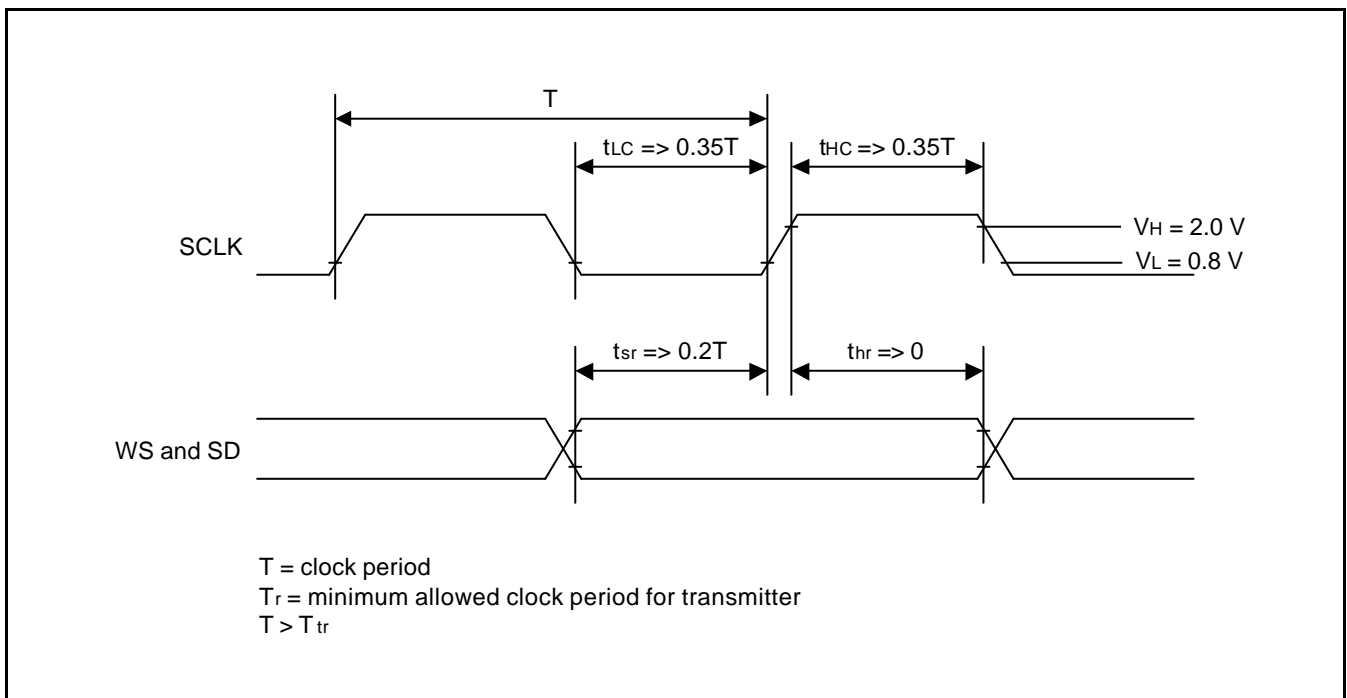 T
tLC => 0.35T
tHC => 0.35T
SCLK
VH = 2.0 V
VL = 0.8 V
tsr => 0.2T
thr => 0
WS and SD
T = clock period
Tr = minimum allowed clock period for transmitter
T > Ttr